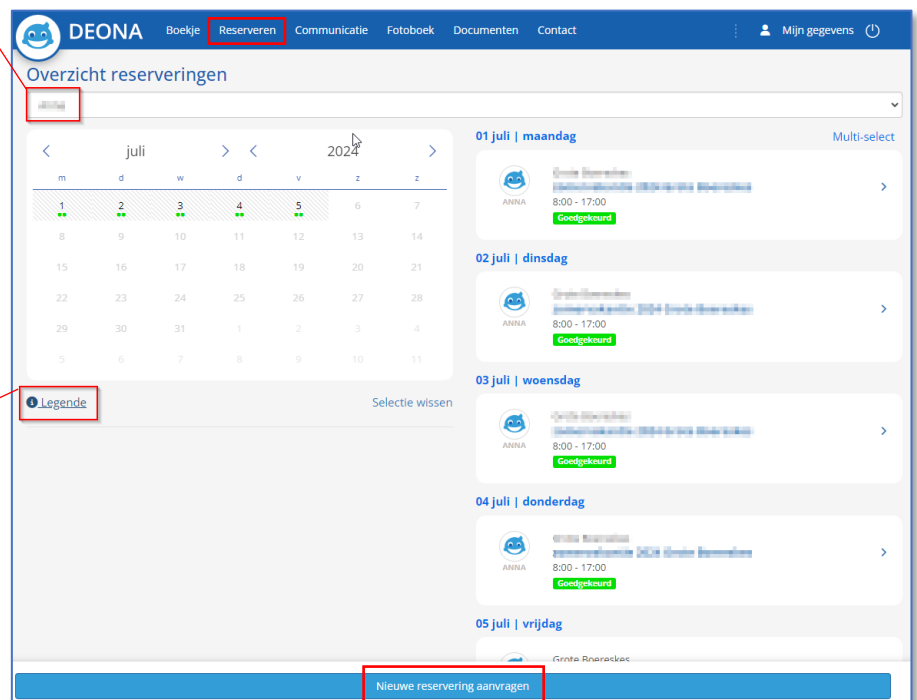 DEONA Boekje Reserveren Communicatie Fotoboek Documenten Contact Mijn gegevens
Overzicht reserveringen
juli 2024
m d w d v z z
1 2 3 4 5 6 7
8 9 10 11 12 13 14
15 16 17 18 19 20 21
22 23 24 25 26 27 28
29 30 31 1 2 3 4
5 6 7 8 9 10 11
Legende Selectie wissen
01 juli | maandag Multi-select
ANNA
8:00 - 17:00
Goedgekeurd
02 juli | dinsdag
ANNA
8:00 - 17:00
Goedgekeurd
03 juli | woensdag
ANNA
8:00 - 17:00
Goedgekeurd
04 juli | donderdag
ANNA
8:00 - 17:00
Goedgekeurd
05 juli | vrijdag
Grote Boereskes
Nieuwe reservering aanvragen